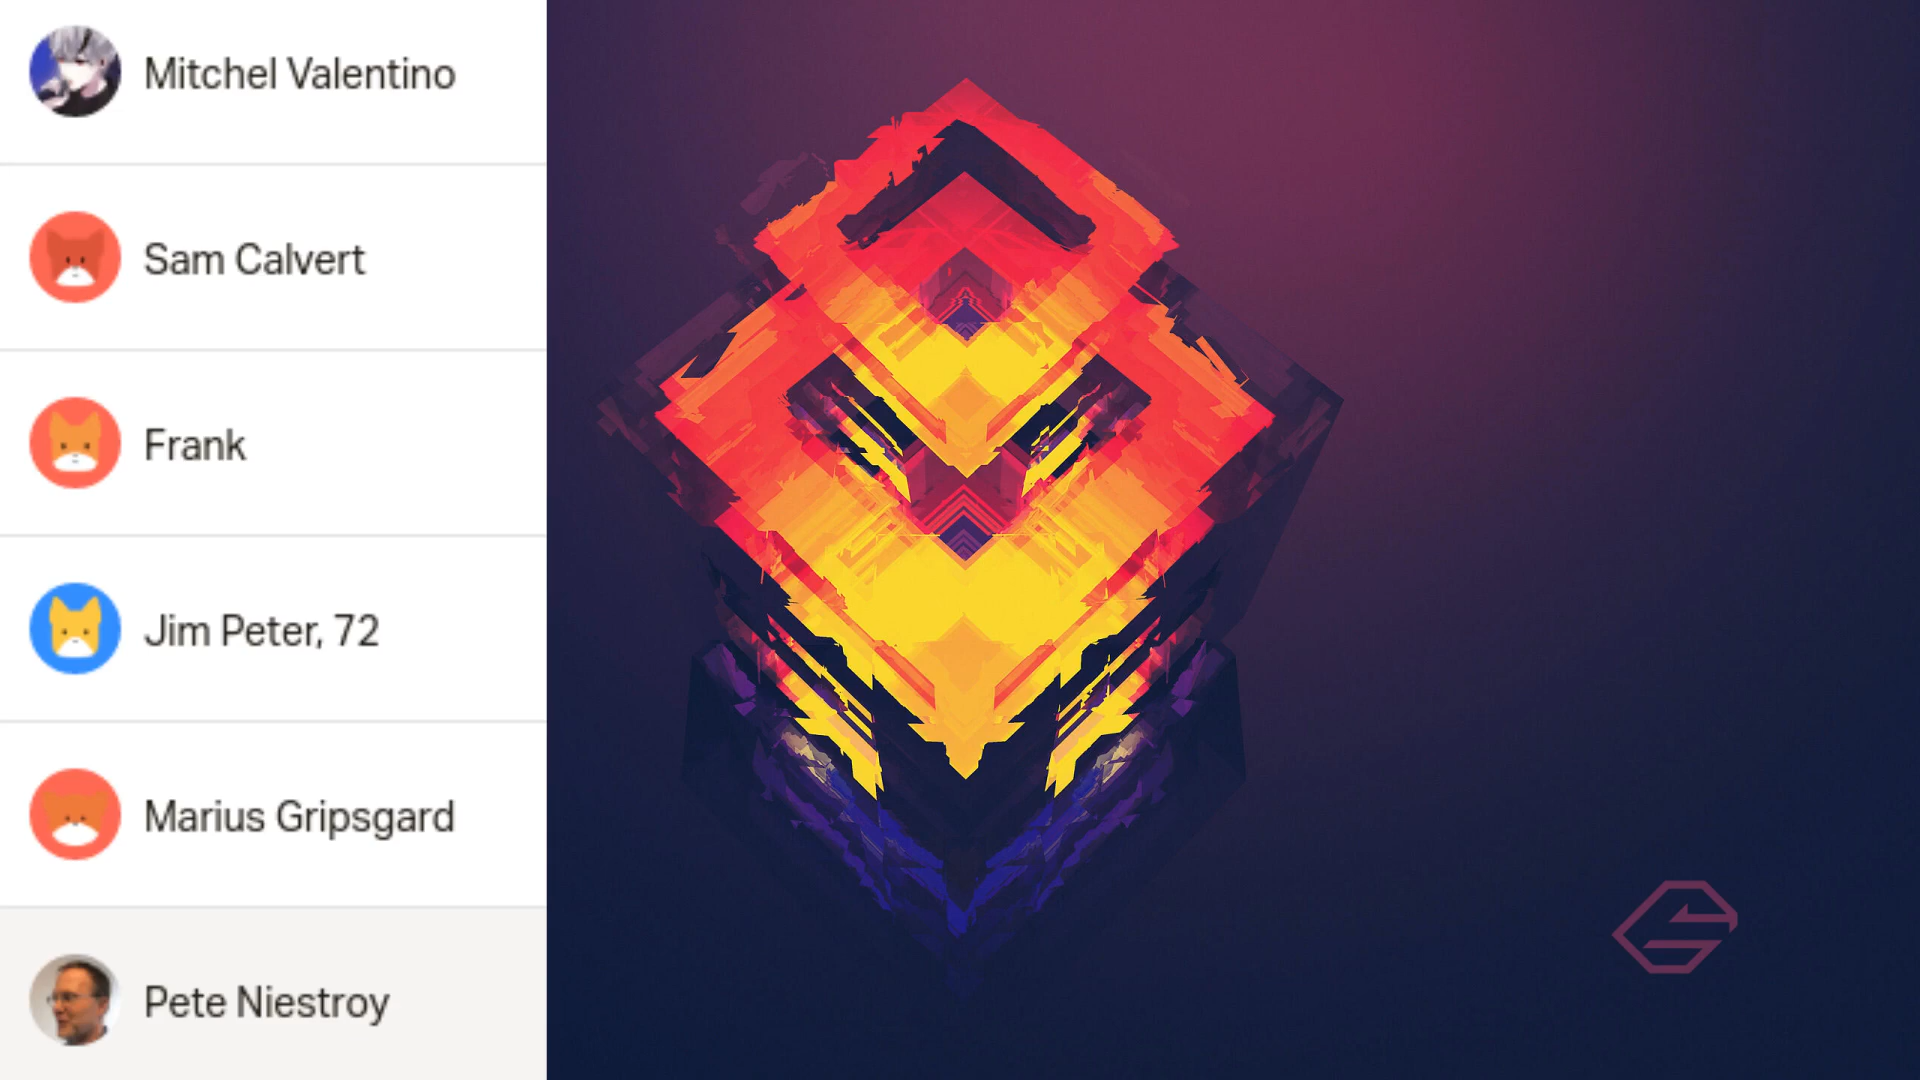 Mitchel Valentino
Sam Calvert
Frank
Jim Peter, 72
Marius Gripsgard
Pete Niestroy